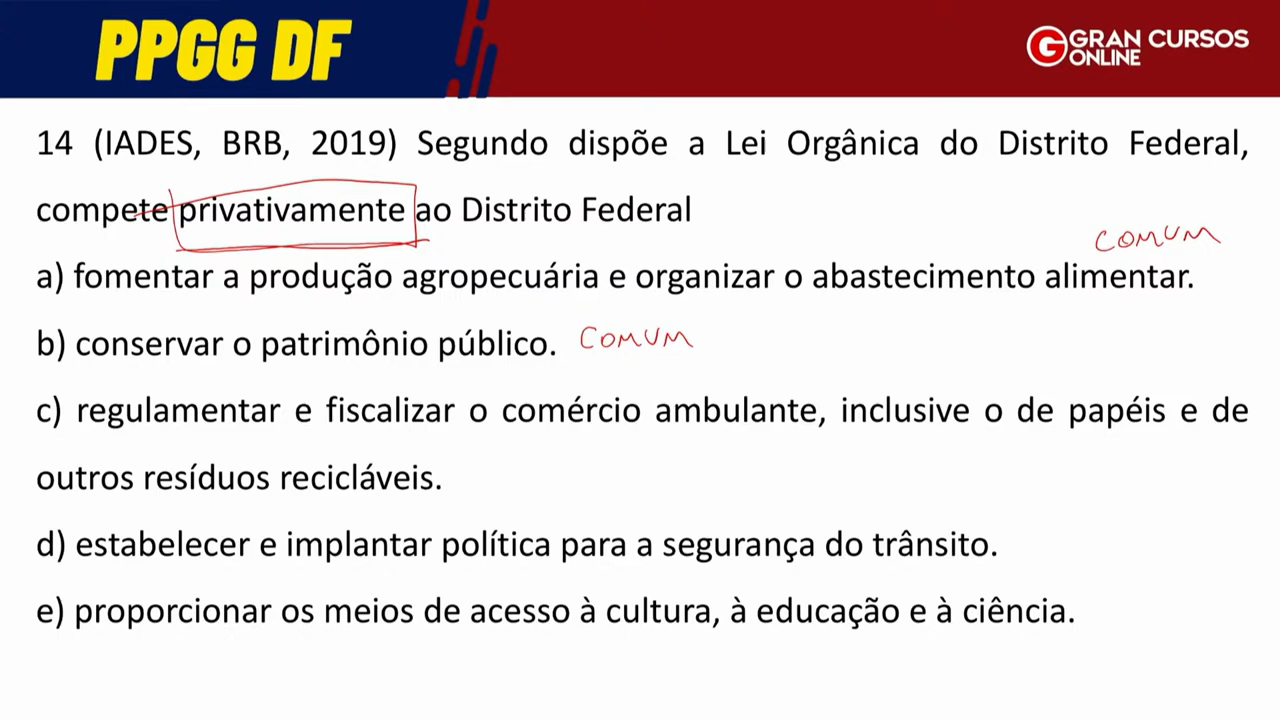 PPGG DF
GRAN CURSOS
ONLINE
14 (IADES, BRB, 2019) Segundo dispõe a Lei Orgânica do Distrito Federal,
compete privativamente ao Distrito Federal
COMUM
a) fomentar a produção agropecuária e organizar o abastecimento alimentar.
b) conservar o patrimônio público. COMUM
c) regulamentar e fiscalizar o comércio ambulante, inclusive o de papéis e de
outros resíduos recicláveis.
d) estabelecer e implantar política para a segurança do trânsito.
e) proporcionar os meios de acesso à cultura, à educação e à ciência.